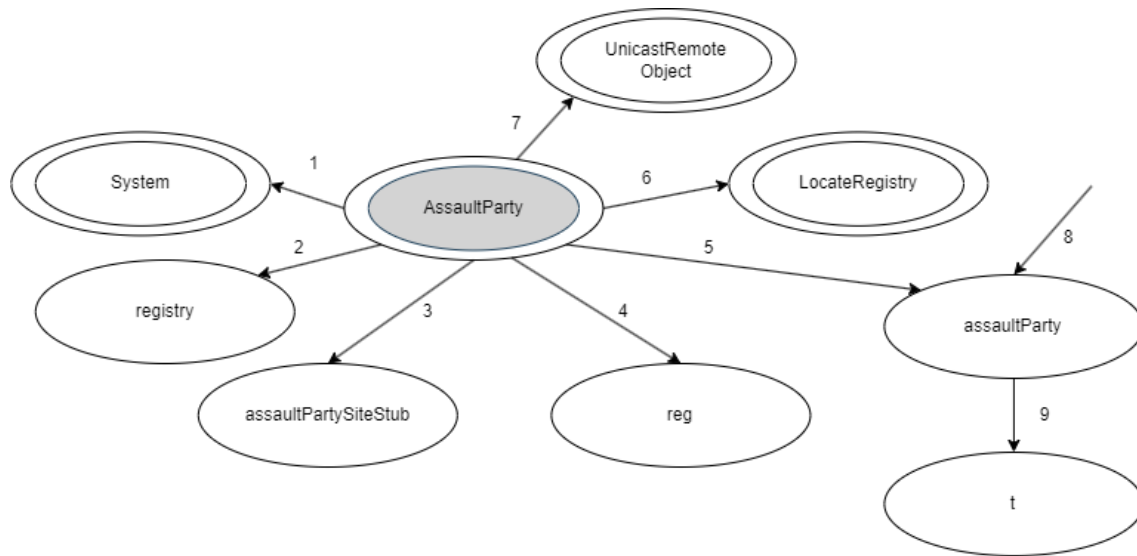 UnicastRemote
Object
7
1
System
6
LocateRegistry
AssaultParty
2
5
8
registry
3
4
assaultParty
assaultPartySiteStub
reg
9
t